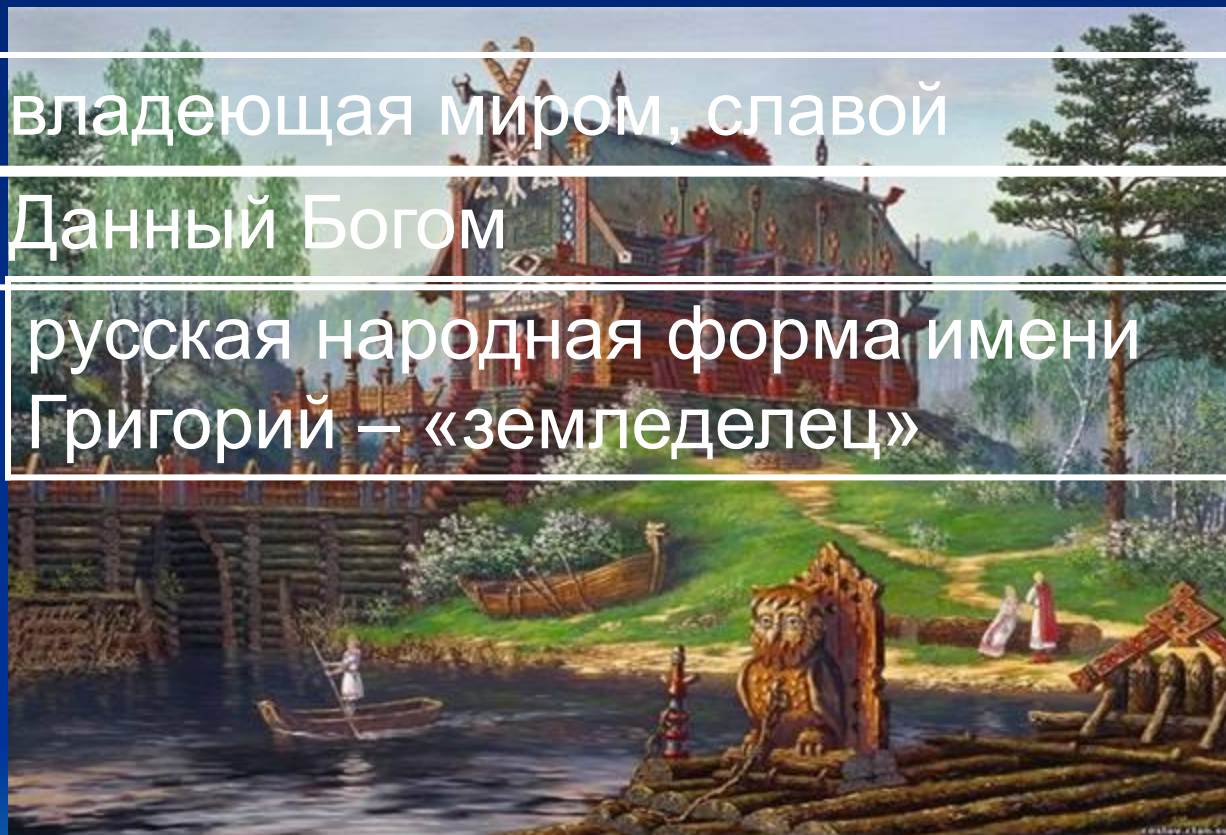 владеющая миром, славой
Данный Богом
русская народная форма имени
Григорий – «земледелец»